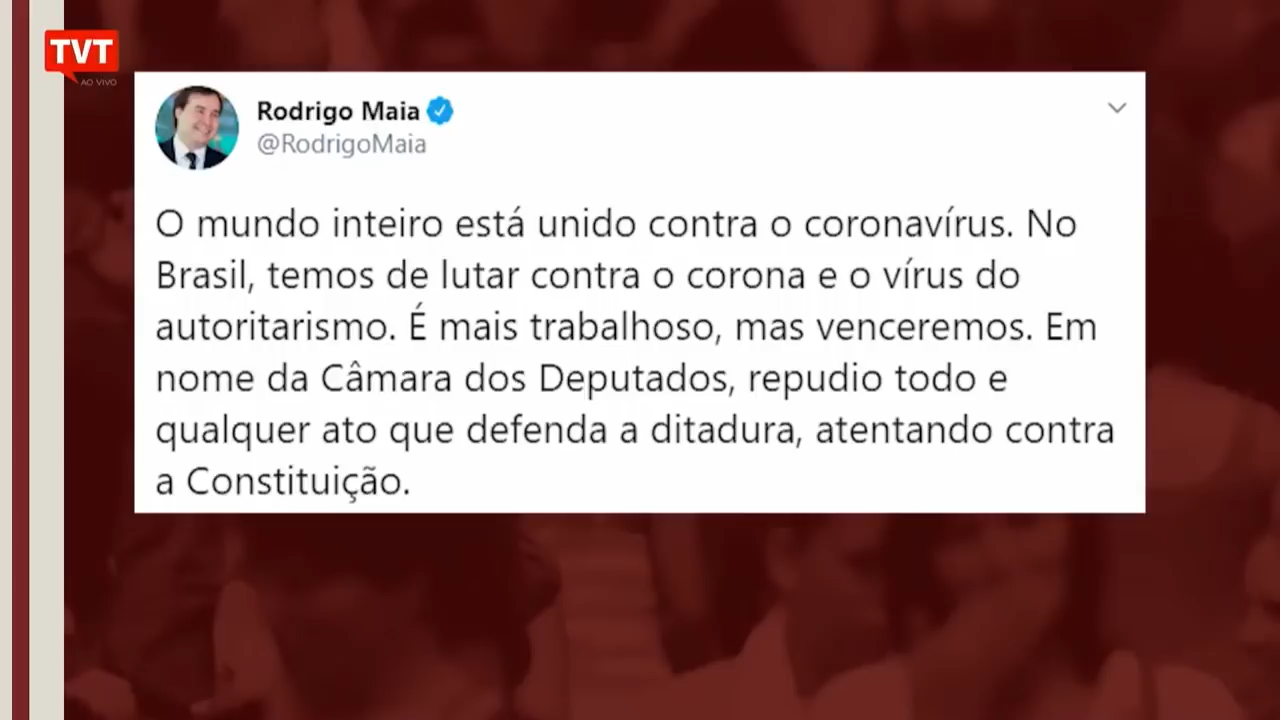 TVT
AO VIVO
Rodrigo Maia
@RodrigoMaia
O mundo inteiro está unido contra o coronavírus. No
Brasil, temos de lutar contra o corona e o vírus do
autoritarismo. É mais trabalhoso, mas venceremos. Em
nome da Câmara dos Deputados, repudio todo e
qualquer ato que defenda a ditadura, atentando contra
a Constituição.